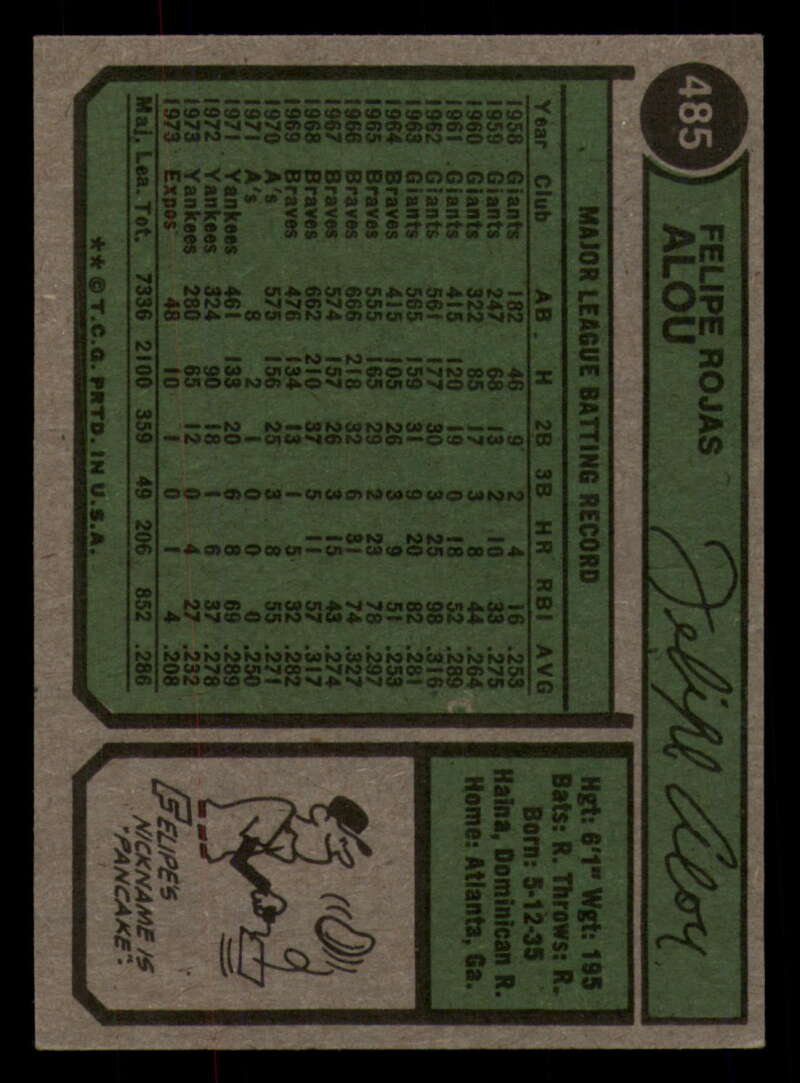 485
FELIPE ROJAS
ALOU
Felipe Alou
MAJOR LEAGUE BATTING RECORD
Year Club AB H 2B 3B HR RBI AVG
1958 Giants 182 46 9 2 4 16 .253
1959 Giants 247 68 13 2 10 33 .275
1960 Giants 322 85 17 3 8 44 .264
1961 Giants 415 120 19 0 18 52 .289
1962 Giants 561 177 30 3 25 98 .316
1963 Giants 565 159 31 9 20 82 .281
1964 Braves 415 105 26 3 9 51 .253
1965 Braves 555 165 29 2 23 78 .297
1966 Braves 666 218 32 6 31 74 .327
1967 Braves 574 157 26 3 15 43 .274
1968 Braves 662 210 37 5 11 57 .317
1969 Braves 476 134 13 1 5 32 .282
1970 A's 575 156 25 3 8 55 .271
1971 A's 8 2 1 0 0 0 .250
1971 Yankees 461 133 20 6 8 69 .289
1972 Yankees 324 90 18 1 6 37 .278
1973 Yankees 280 65 12 0 4 27 .232
1973 Expos 48 10 1 0 1 4 .208
Maj. Lea. Tot. 7336 2100 359 49 206 852 .286
**©T.C.G. PRTD. IN U.S.A.
Hgt: 6'1" Wgt: 195
Bats: R. Throws: R.
Born: 5-12-35
Haina, Dominican R.
Home: Atlanta, Ga.
FELIPE'S
NICKNAME IS
"PANCAKE".